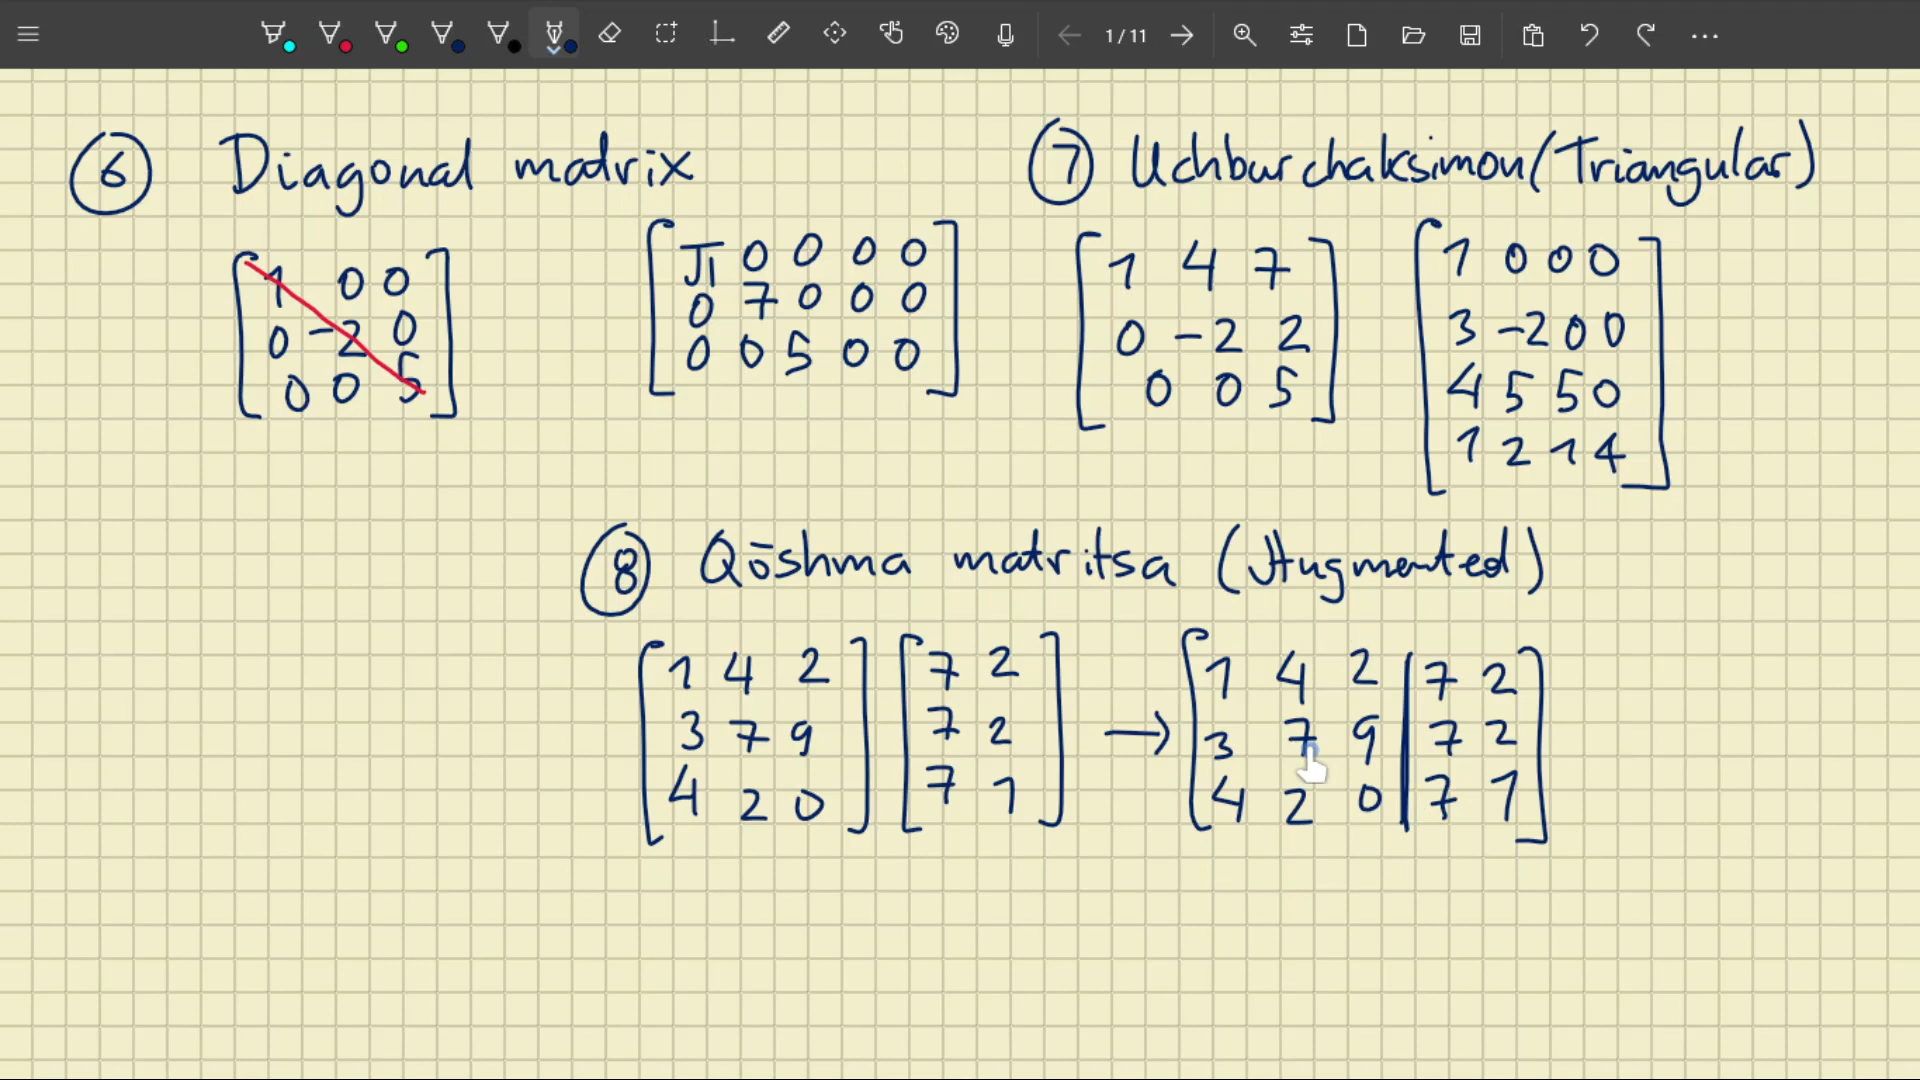 1 / 11
⑥ Diagonal matrix
[1 0 0
0 -2 0
0 0 5]
[π 0 0 0 0
0 7 0 0 0
0 0 5 0 0]
⑦ Uchburchaksimon (Triangular)
[1 4 7
0 -2 2
0 0 5]
[1 0 0 0
3 -2 0 0
4 5 5 0
1 2 1 4]
⑧ Qōshma matritsa (Augmented)
[1 4 2] [7 2] → [1 4 2 | 7 2]
[3 7 9] [7 2] [3 7 9 | 7 2]
[4 2 0] [7 1] [4 2 0 | 7 1]